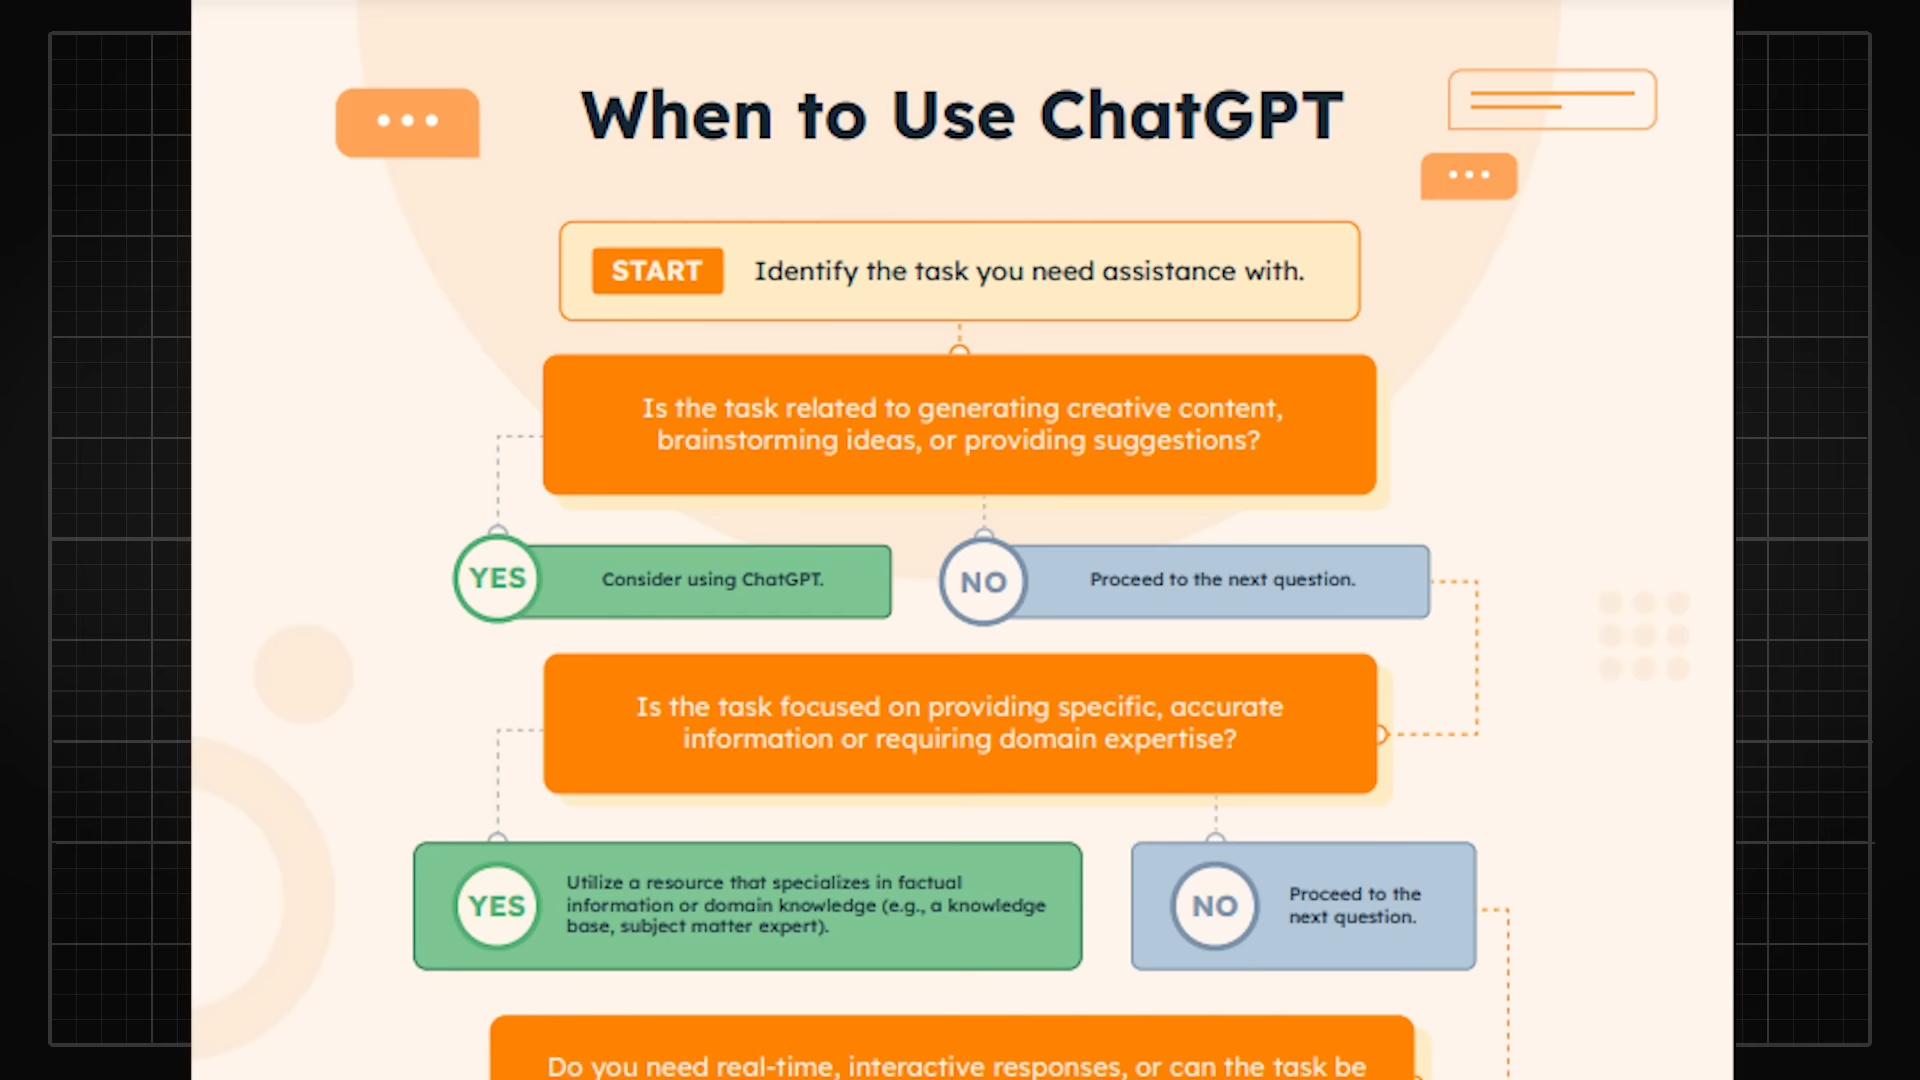 When to Use ChatGPT
START Identify the task you need assistance with.
Is the task related to generating creative content,
brainstorming ideas, or providing suggestions?
YES Consider using ChatGPT.
NO Proceed to the next question.
Is the task focused on providing specific, accurate
information or requiring domain expertise?
YES
Utilize a resource that specializes in factual
information or domain knowledge (e.g., a knowledge
base, subject matter expert).
NO
Proceed to the
next question.
Do you need real-time, interactive responses, or can the task be